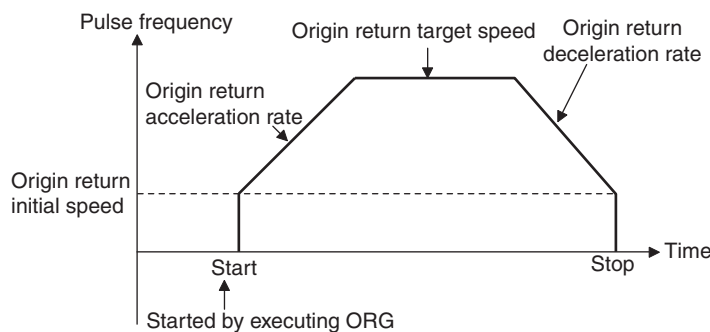 Pulse frequency
Origin return target speed
Origin return
deceleration rate
Origin return
acceleration rate
Origin return
initial speed
Start
Stop
Time
Started by executing ORG